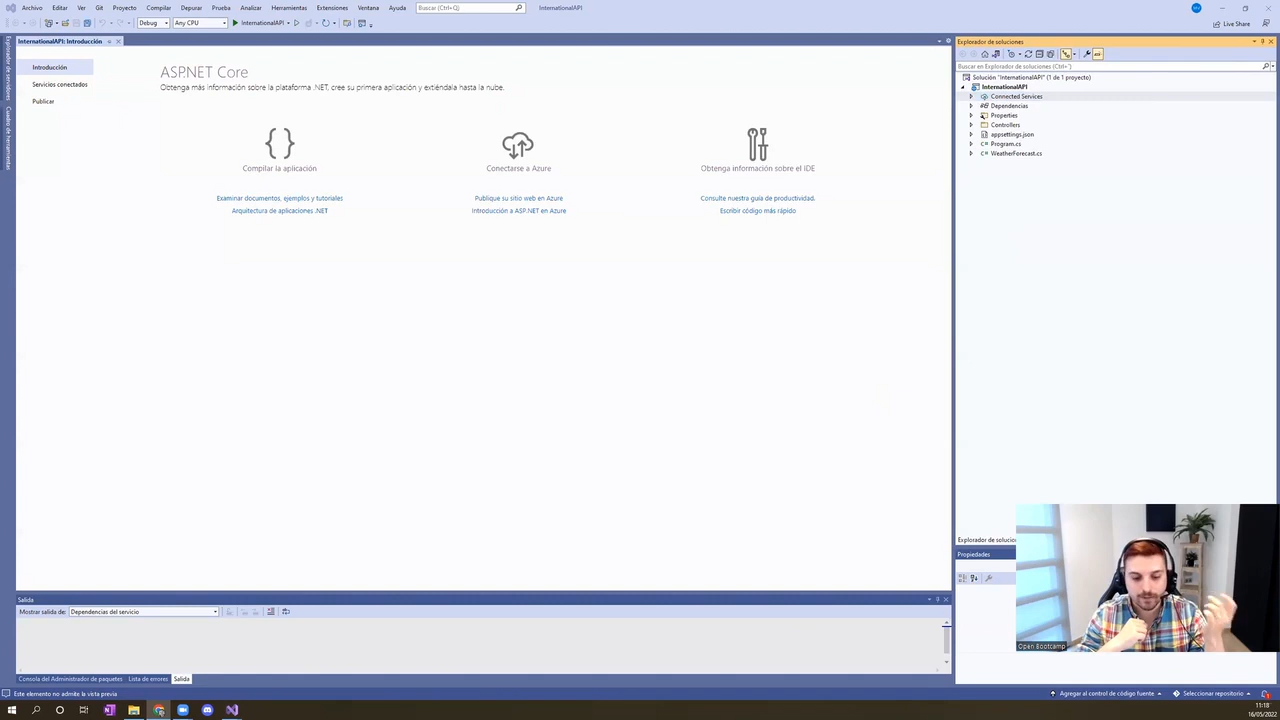 Archivo Editar Ver Git Proyecto Compilar Depurar Prueba Analizar Herramientas Extensiones Ventana Ayuda Buscar (Ctrl+Q) InternationalAPI
Debug Any CPU InternationalAPI Live Share
InternationalAPI: Introducción
Explorador de servidores
Cuadro de herramientas
Introducción
Servicios conectados
Publicar
ASP.NET Core
Obtenga más información sobre la plataforma .NET, cree su primera aplicación y extiéndala hasta la nube.
Compilar la aplicación
Conectarse a Azure
Obtenga información sobre el IDE
Examinar documentos, ejemplos y tutoriales
Arquitectura de aplicaciones .NET
Publique su sitio web en Azure
Introducción a ASP.NET en Azure
Consulte nuestra guía de productividad.
Escribir código más rápido
Explorador de soluciones
Buscar en Explorador de soluciones (Ctrl+')
Solución "InternationalAPI" (1 de 1 proyecto)
InternationalAPI
Connected Services
Dependencias
Properties
Controllers
appsettings.json
Program.cs
WeatherForecast.cs
Explorador de solucio
Propiedades
Open Bootcamp
Salida
Mostrar salida de: Dependencias del servicio
Consola del Administrador de paquetes Lista de errores Salida
Este elemento no admite la vista previa Agregar al control de código fuente Seleccionar repositorio
11:18
16/05/2022